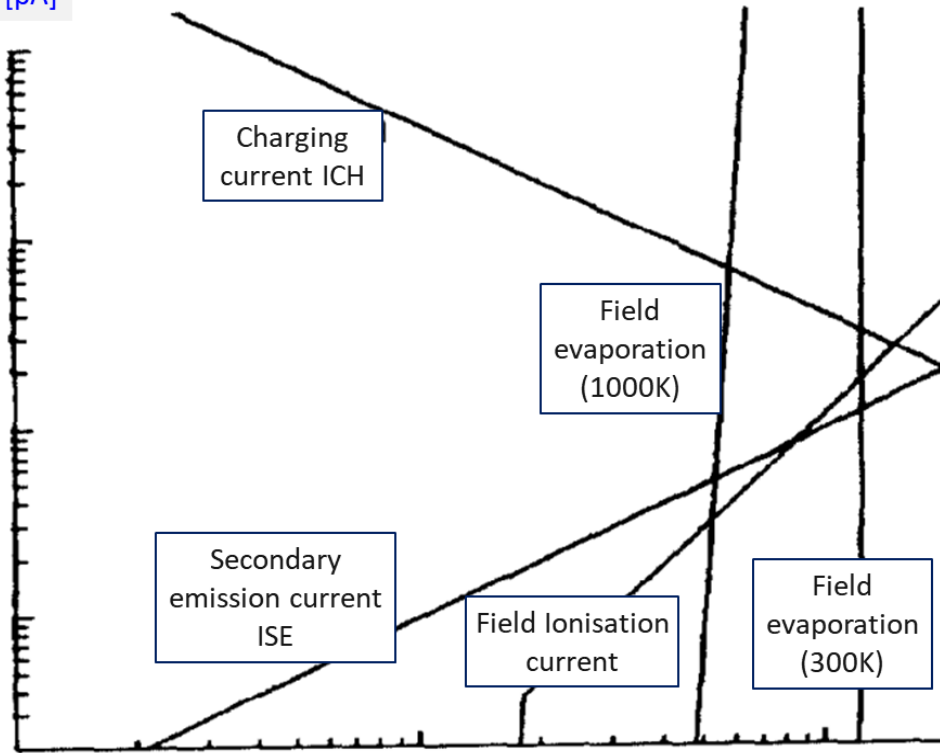 [pA]
Charging
current ICH
Field
evaporation
(1000K)
Secondary
emission current
ISE
Field Ionisation
current
Field
evaporation
(300K)